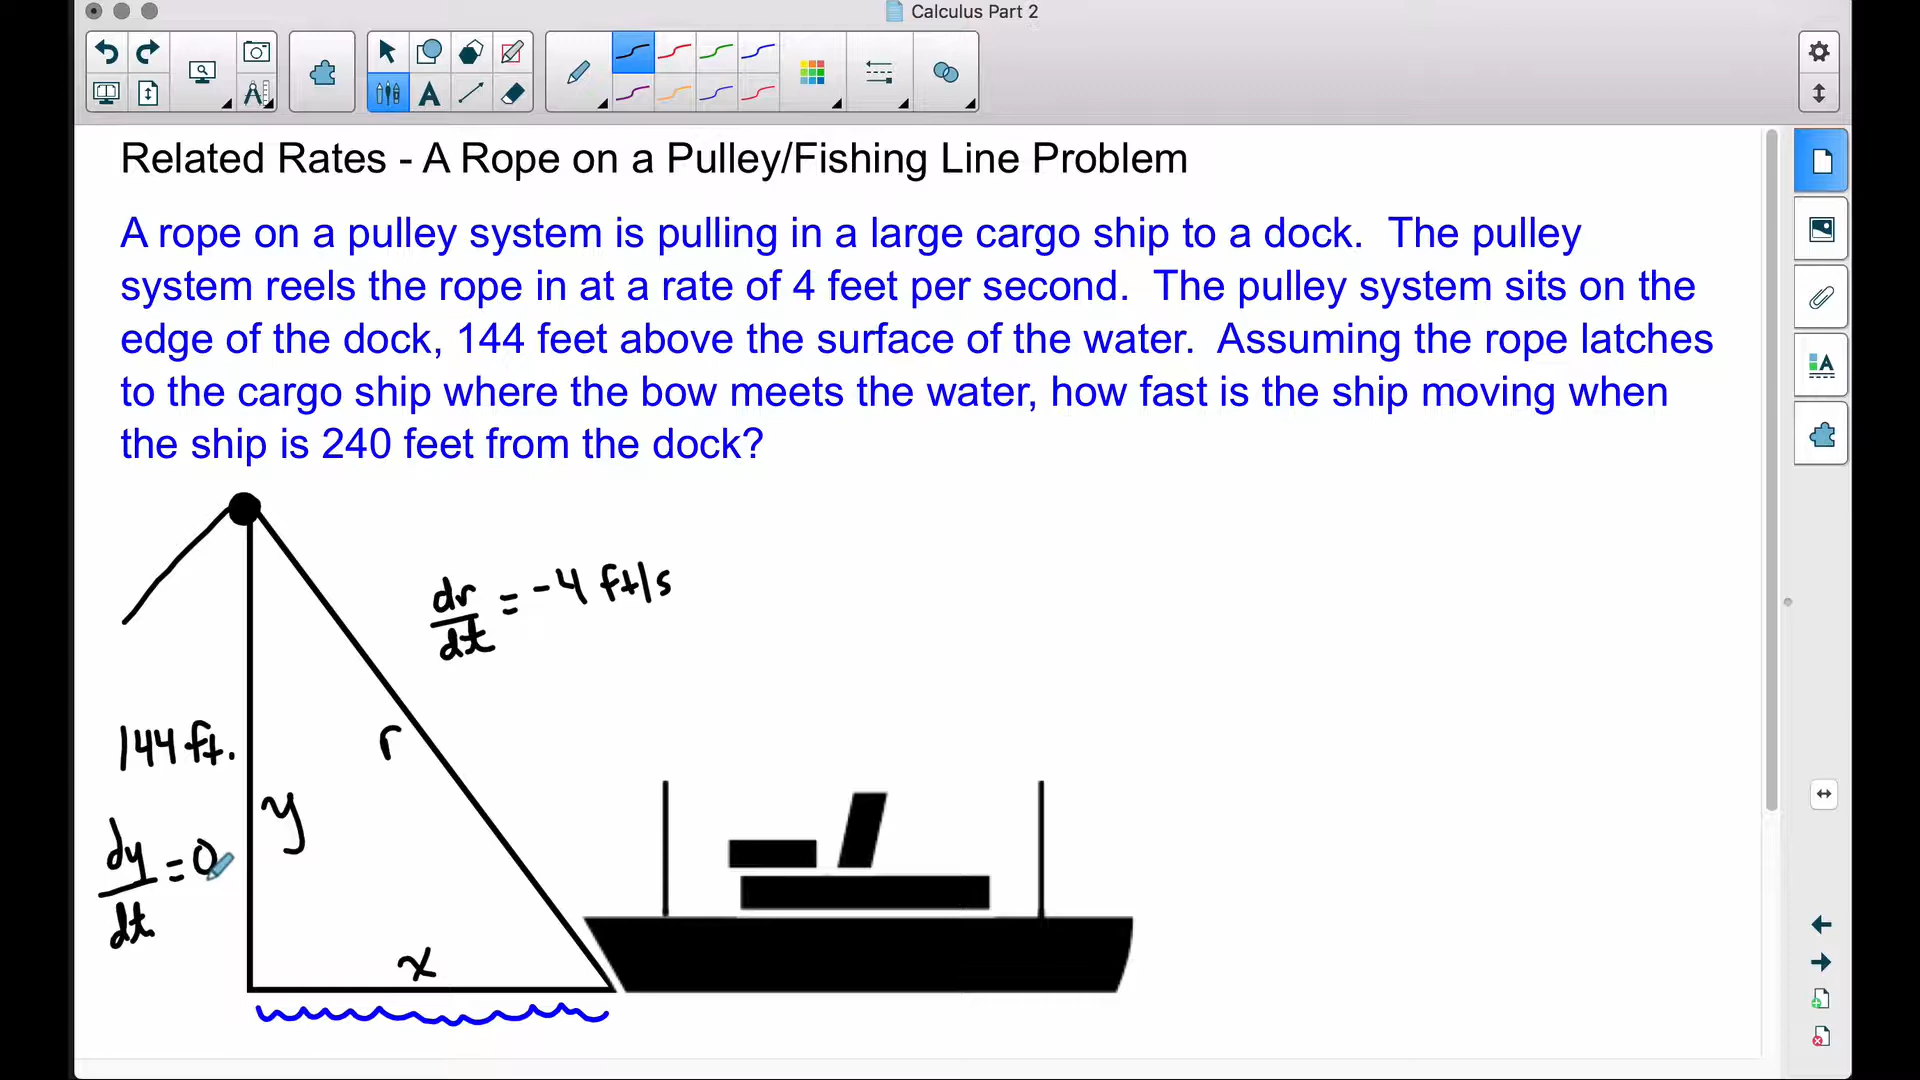 Calculus Part 2
Related Rates - A Rope on a Pulley/Fishing Line Problem
A rope on a pulley system is pulling in a large cargo ship to a dock. The pulley
system reels the rope in at a rate of 4 feet per second. The pulley system sits on the
edge of the dock, 144 feet above the surface of the water. Assuming the rope latches
to the cargo ship where the bow meets the water, how fast is the ship moving when
the ship is 240 feet from the dock?
dr/dt = -4 ft/s
144 ft.
r
y
dy/dt = 0
x